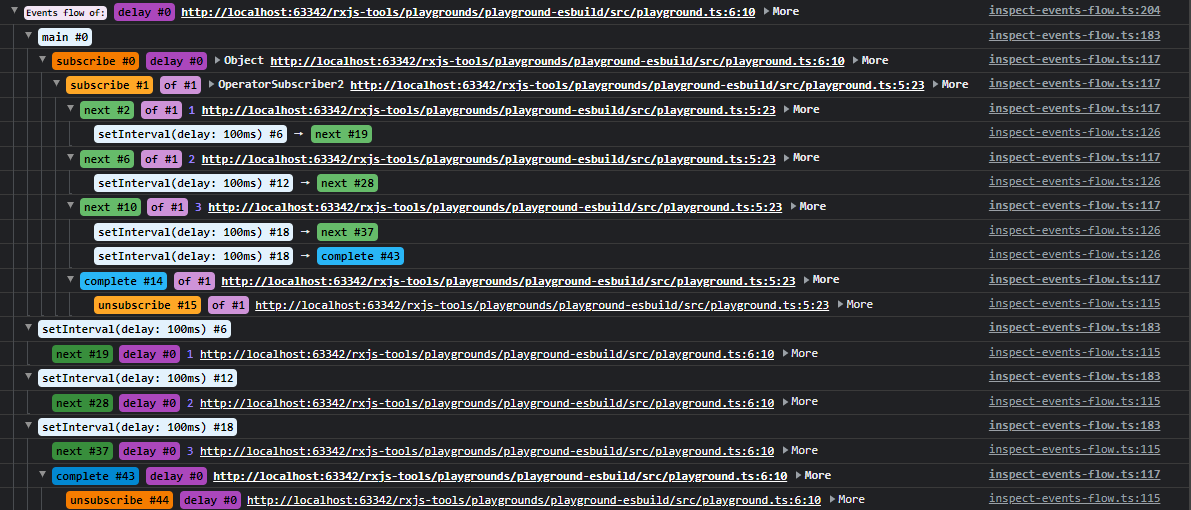 Events flow of: delay #0 http://localhost:63342/rxjs-tools/playgrounds/playground-esbuild/src/playground.ts:6:10 More inspect-events-flow.ts:204
main #0 inspect-events-flow.ts:183
subscribe #0 delay #0 Object http://localhost:63342/rxjs-tools/playgrounds/playground-esbuild/src/playground.ts:6:10 More inspect-events-flow.ts:117
subscribe #1 of #1 OperatorSubscriber2 http://localhost:63342/rxjs-tools/playgrounds/playground-esbuild/src/playground.ts:5:23 More inspect-events-flow.ts:117
next #2 of #1 1 http://localhost:63342/rxjs-tools/playgrounds/playground-esbuild/src/playground.ts:5:23 More inspect-events-flow.ts:117
setInterval(delay: 100ms) #6 → next #19 inspect-events-flow.ts:126
next #6 of #1 2 http://localhost:63342/rxjs-tools/playgrounds/playground-esbuild/src/playground.ts:5:23 More inspect-events-flow.ts:117
setInterval(delay: 100ms) #12 → next #28 inspect-events-flow.ts:126
next #10 of #1 3 http://localhost:63342/rxjs-tools/playgrounds/playground-esbuild/src/playground.ts:5:23 More inspect-events-flow.ts:117
setInterval(delay: 100ms) #18 → next #37 inspect-events-flow.ts:126
setInterval(delay: 100ms) #18 → complete #43 inspect-events-flow.ts:126
complete #14 of #1 http://localhost:63342/rxjs-tools/playgrounds/playground-esbuild/src/playground.ts:5:23 More inspect-events-flow.ts:117
unsubscribe #15 of #1 http://localhost:63342/rxjs-tools/playgrounds/playground-esbuild/src/playground.ts:5:23 More inspect-events-flow.ts:115
setInterval(delay: 100ms) #6 inspect-events-flow.ts:183
next #19 delay #0 1 http://localhost:63342/rxjs-tools/playgrounds/playground-esbuild/src/playground.ts:6:10 More inspect-events-flow.ts:115
setInterval(delay: 100ms) #12 inspect-events-flow.ts:183
next #28 delay #0 2 http://localhost:63342/rxjs-tools/playgrounds/playground-esbuild/src/playground.ts:6:10 More inspect-events-flow.ts:115
setInterval(delay: 100ms) #18 inspect-events-flow.ts:183
next #37 delay #0 3 http://localhost:63342/rxjs-tools/playgrounds/playground-esbuild/src/playground.ts:6:10 More inspect-events-flow.ts:115
complete #43 delay #0 http://localhost:63342/rxjs-tools/playgrounds/playground-esbuild/src/playground.ts:6:10 More inspect-events-flow.ts:117
unsubscribe #44 delay #0 http://localhost:63342/rxjs-tools/playgrounds/playground-esbuild/src/playground.ts:6:10 More inspect-events-flow.ts:115